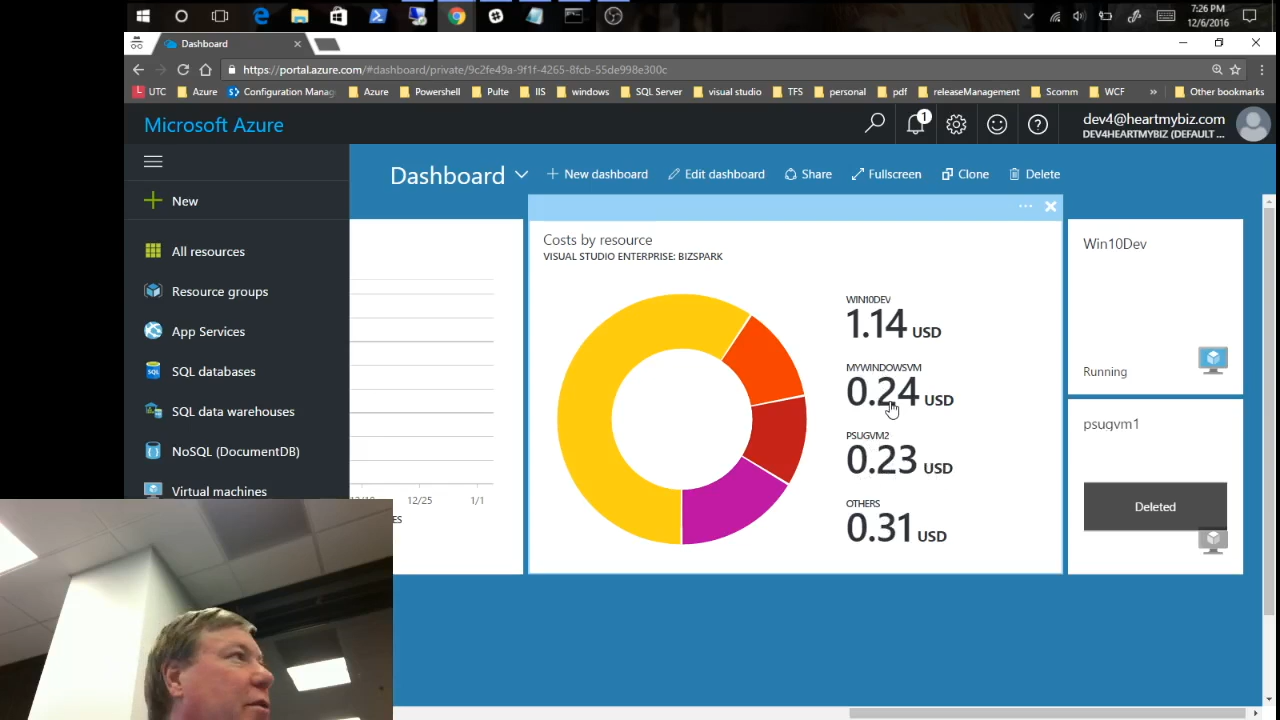 7:26 PM
12/6/2016
Dashboard
https://portal.azure.com/#dashboard/private/9c2fe49a-9f1f-4265-8fcb-55de998e300c
UTC Azure Configuration Manag Azure Powershell Pulte IIS windows SQL Server visual studio TFS personal pdf releaseManagement Scomm WCF » Other bookmarks
Microsoft Azure
1
dev4@heartmybiz.com
DEV4HEARTMYBIZ (DEFAULT ...
Dashboard
New dashboard Edit dashboard Share Fullscreen Clone Delete
New
All resources
Resource groups
App Services
SQL databases
SQL data warehouses
NoSQL (DocumentDB)
Virtual machines
12/25 1/1
ES
Costs by resource
VISUAL STUDIO ENTERPRISE: BIZSPARK
WIN10DEV
1.14 USD
MYWINDOWSVM
0.24 USD
PSUGVM2
0.23 USD
OTHERS
0.31 USD
Win10Dev
Running
psugvm1
Deleted